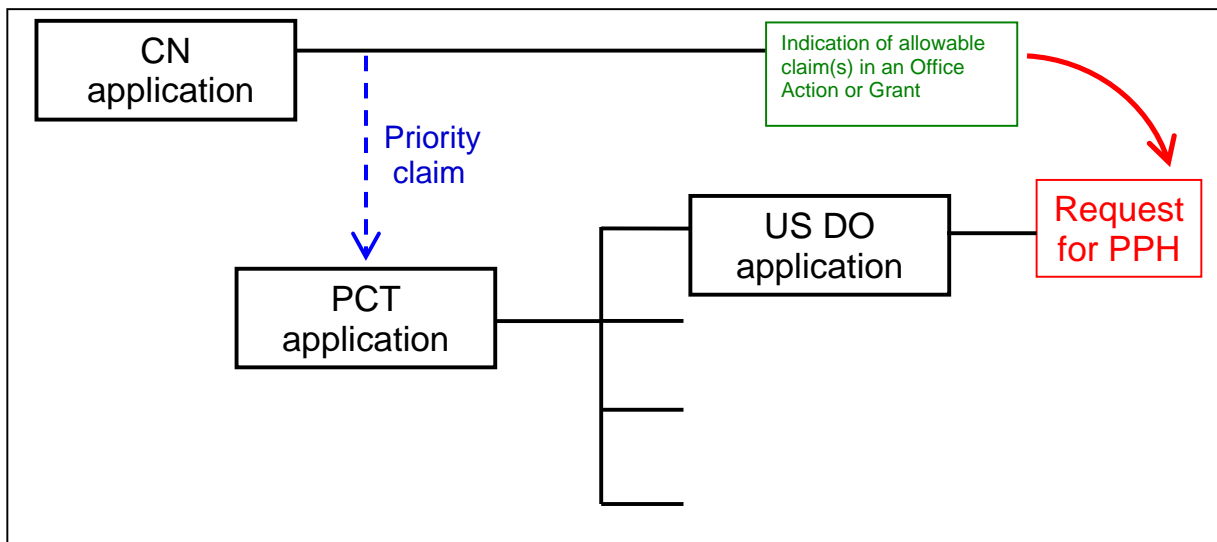 CN
application
Indication of allowable
claim(s) in an Office
Action or Grant
Priority
claim
US DO
application
Request
for PPH
PCT
application